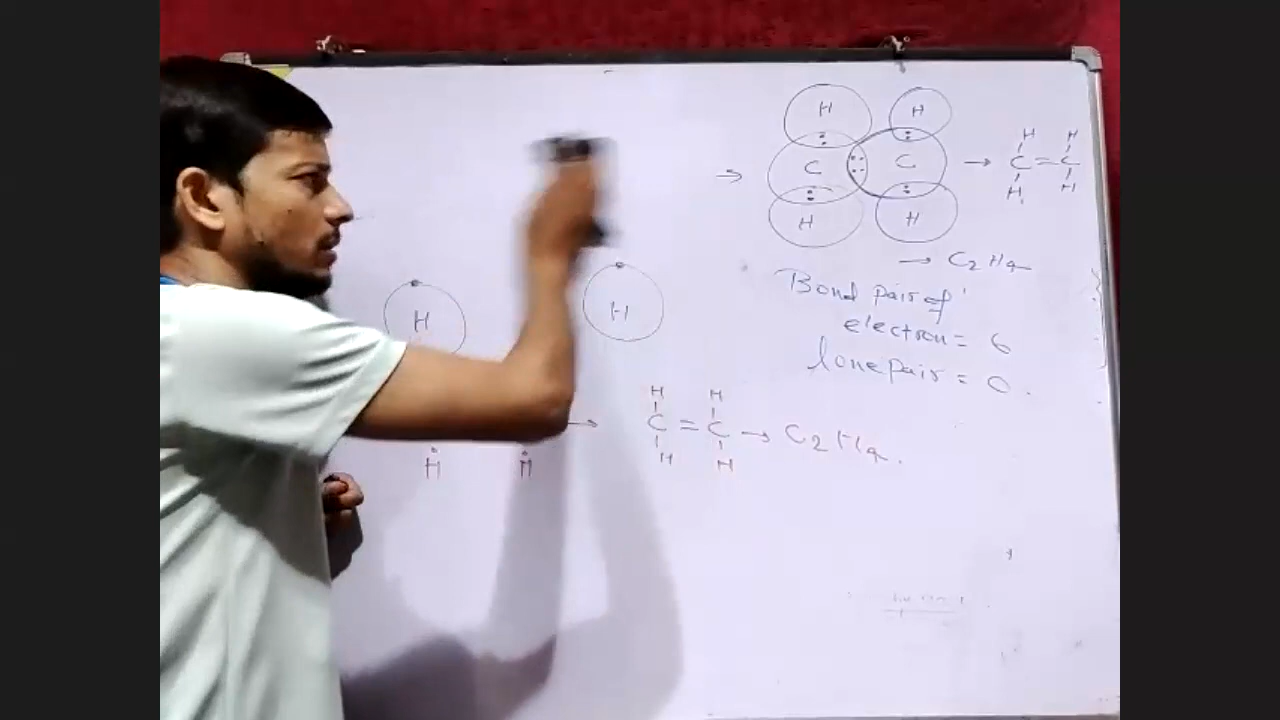 H H
C C
H H
⇒
→ H H
C = C
H H
→ C2H4
Bond pair of
electron = 6
lone pair = 0.
H H
→ H H
C = C → C2H4.
H H
H H